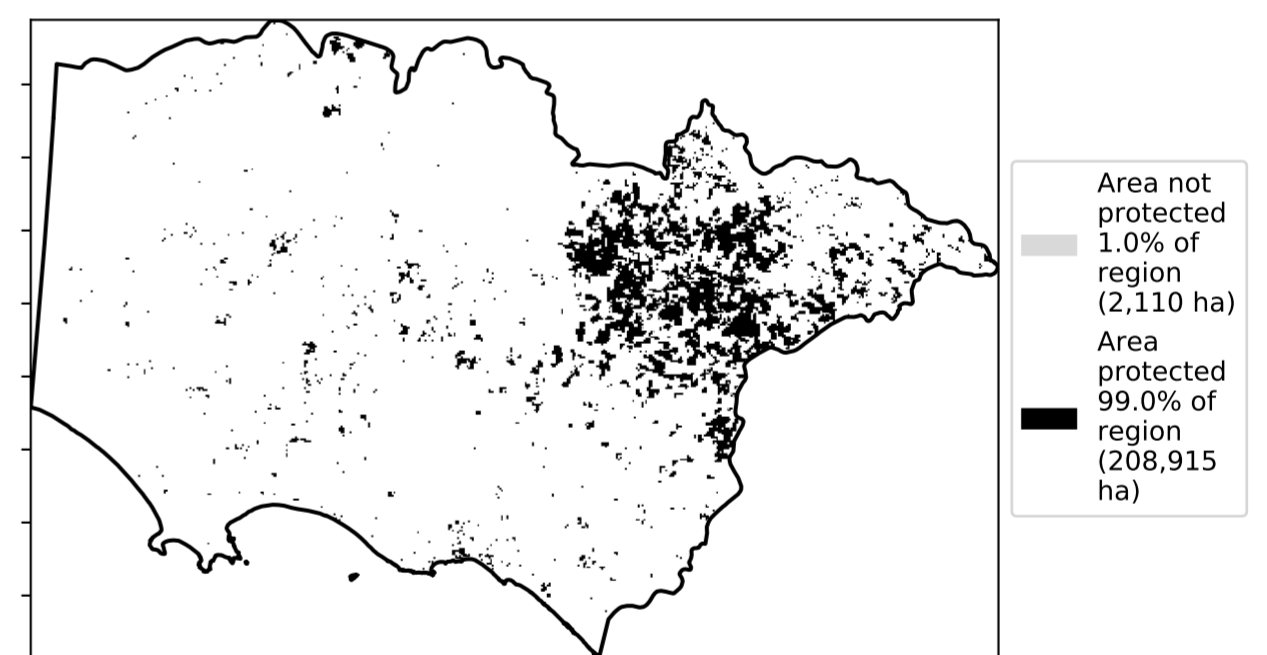 Area not
protected
1.0% of
region
(2,110 ha)
Area
protected
99.0% of
region
(208,915
ha)